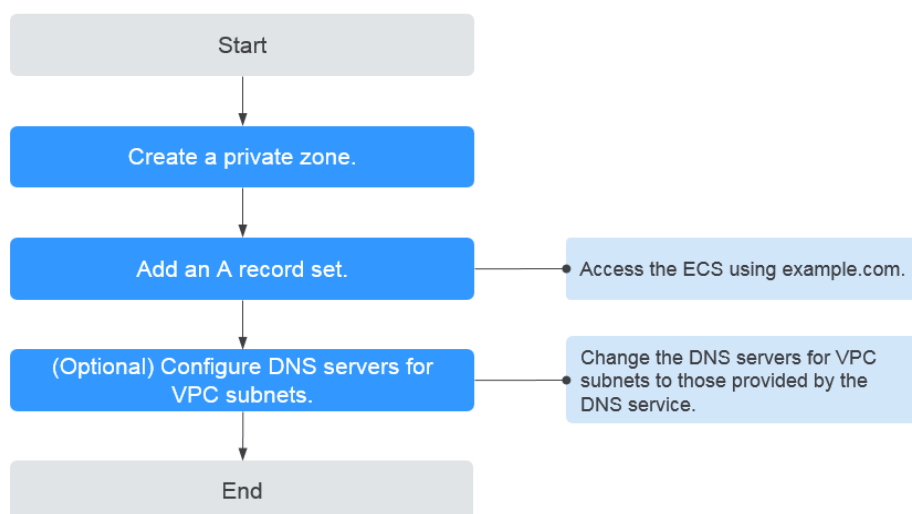 Start
Create a private zone.
Add an A record set.
Access the ECS using example.com.
(Optional) Configure DNS servers for
VPC subnets.
Change the DNS servers for VPC
subnets to those provided by the
DNS service.
End